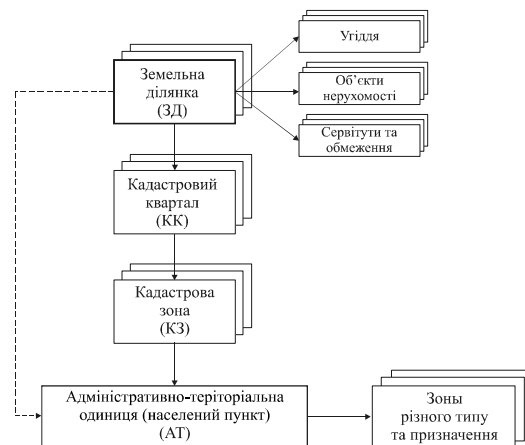 Земельна
ділянка
(ЗД)
Угіддя
Об’єкти
нерухомості
Сервітути та
обмеження
Кадастровий
квартал
(КК)
Кадастрова
зона
(КЗ)
Адміністративно-теріторіальна
одиниця (населений пункт)
(АТ)
Зоны
різного типу
та призначення